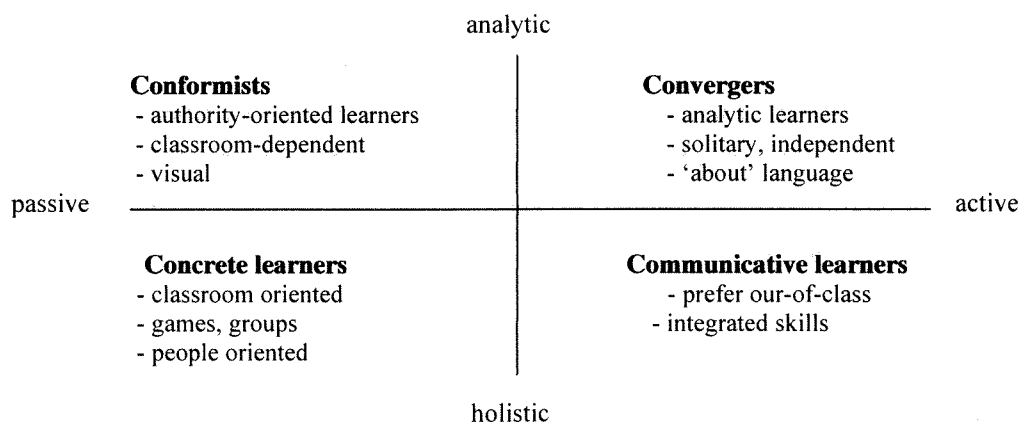 analytic
Conformists
- authority-oriented learners
- classroom-dependent
- visual
Convergers
- analytic learners
- solitary, independent
- ‘about’ language
passive
active
Concrete learners
- classroom oriented
- games, groups
- people oriented
Communicative learners
- prefer our-of-class
- integrated skills
holistic